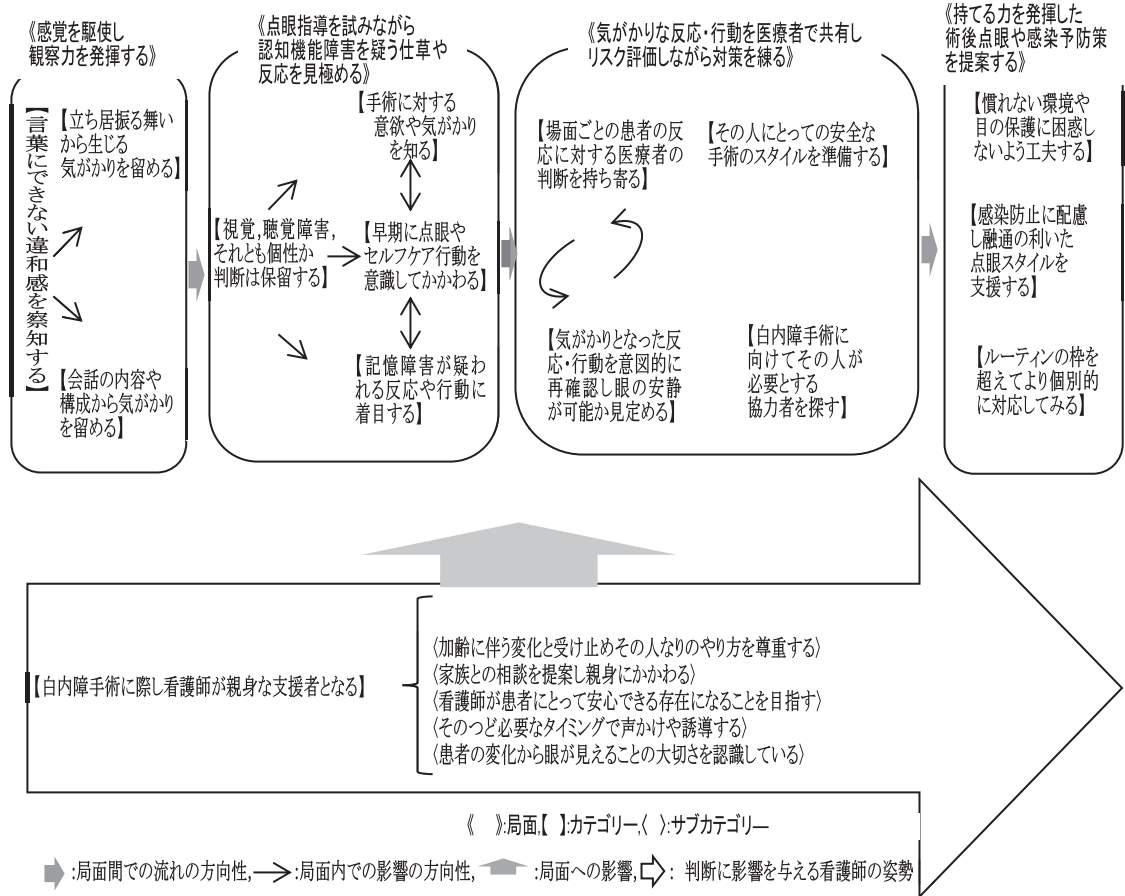 《感覚を駆使し
観察力を発揮する》
【言葉にできない違和感を察知する】
【立ち居振る舞い
から生じる
気がかりを留める】
【会話の内容や
構成から気がかり
を留める】
《点眼指導を試みながら
認知機能障害を疑う仕草や
反応を見極める》
【視覚,聴覚障害,
それとも個性か
判断は保留する】
【手術に対する
意欲や気がかり
を知る】
【早期に点眼や
セルフケア行動を
意識してかかわる】
【記憶障害が疑わ
れる反応や行動に
着目する】
《気がかりな反応・行動を医療者で共有し
リスク評価しながら対策を練る》
【場面ごとの患者の反
応に対する医療者の
判断を持ち寄る】
【その人にとっての安全な
手術のスタイルを準備する】
【気がかりとなった反
応・行動を意図的に
再確認し眼の安静
が可能か見定める】
【白内障手術に
向けてその人が
必要とする
協力者を探す】
《持てる力を発揮した
術後点眼や感染予防策
を提案する》
【慣れない環境や
目の保護に困惑し
ないよう工夫する】
【感染防止に配慮
し融通の利いた
点眼スタイルを
支援する】
【ルーティンの枠を
超えてより個別的
に対応してみる】
【白内障手術に際し看護師が親身な支援者となる】
〈加齢に伴う変化と受け止めその人なりのやり方を尊重する〉
〈家族との相談を提案し親身にかかわる〉
〈看護師が患者にとって安心できる存在になることを目指す〉
〈そのつど必要なタイミングで声かけや誘導する〉
〈患者の変化から眼が見えることの大切さを認識している〉
《　》:局面,【　】:カテゴリー,〈　〉:サブカテゴリー
:局面間での流れの方向性, :局面内での影響の方向性, :局面への影響, : 判断に影響を与える看護師の姿勢